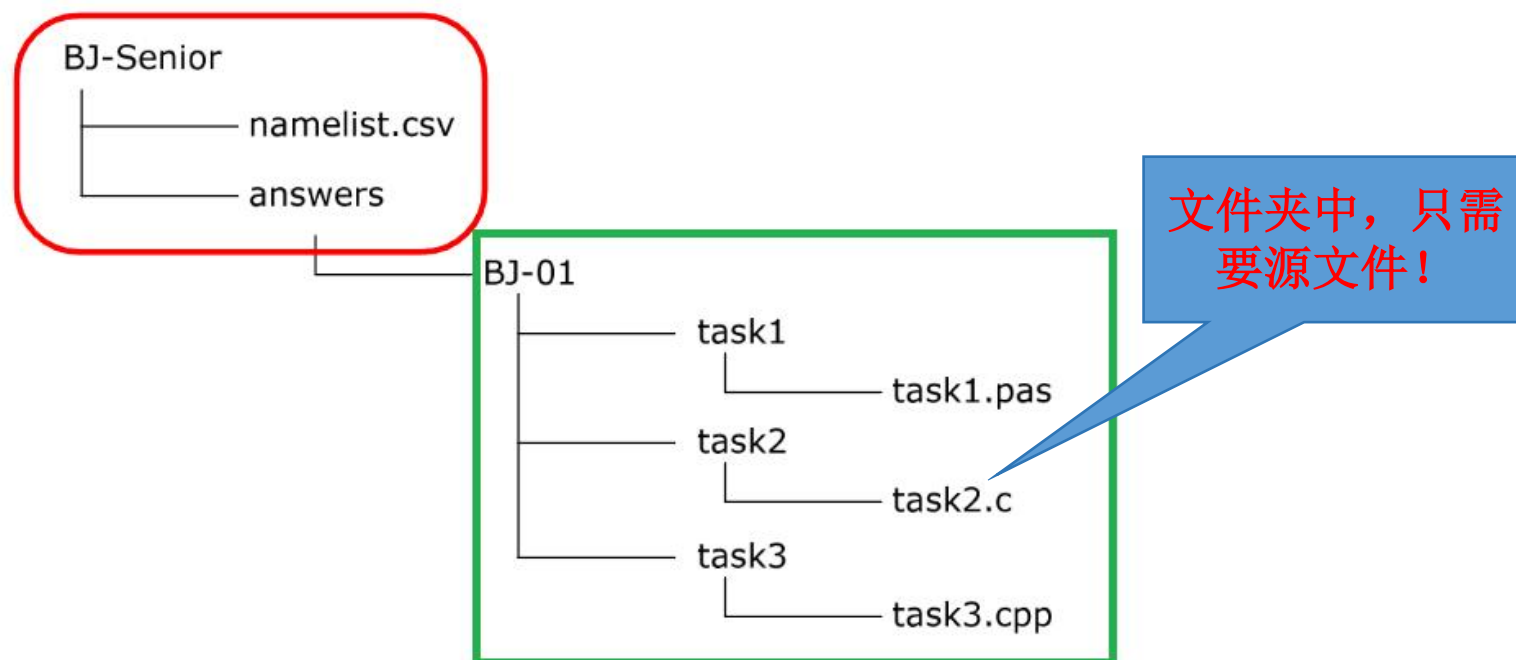 BJ-Senior
namelist.csv
answers
文件夹中，只需
要源文件！
BJ-01
task1
task1.pas
task2
task2.c
task3
task3.cpp